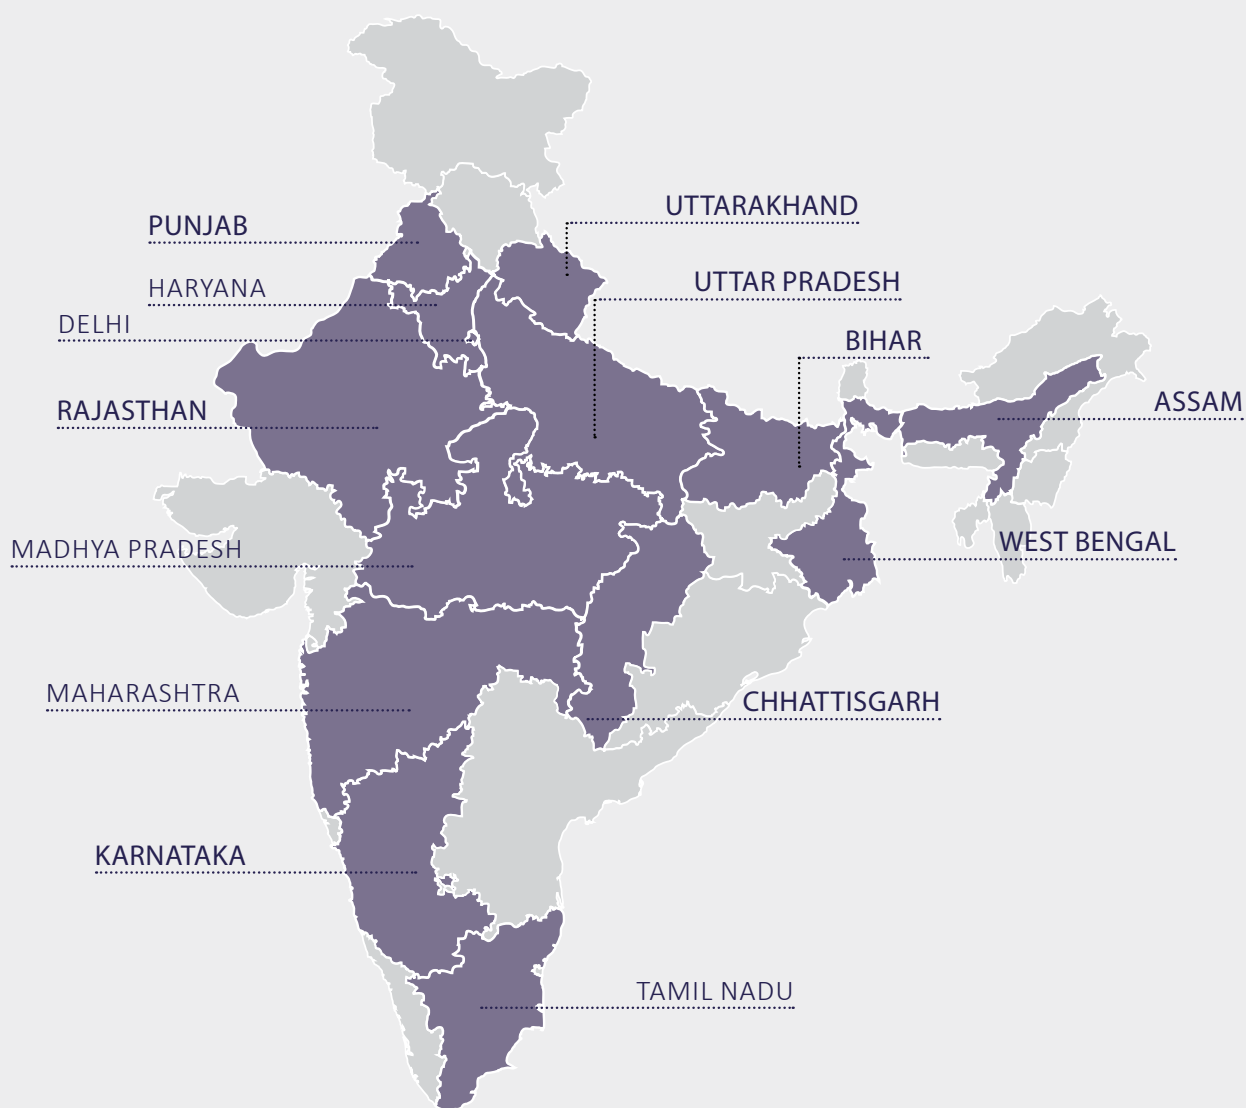 UTTARAKHAND
PUNJAB
UTTAR PRADESH
HARYANA
DELHI
BIHAR
RAJASTHAN
ASSAM
MADHYA PRADESH
WEST BENGAL
MAHARASHTRA
CHHATTISGARH
KARNATAKA
TAMIL NADU